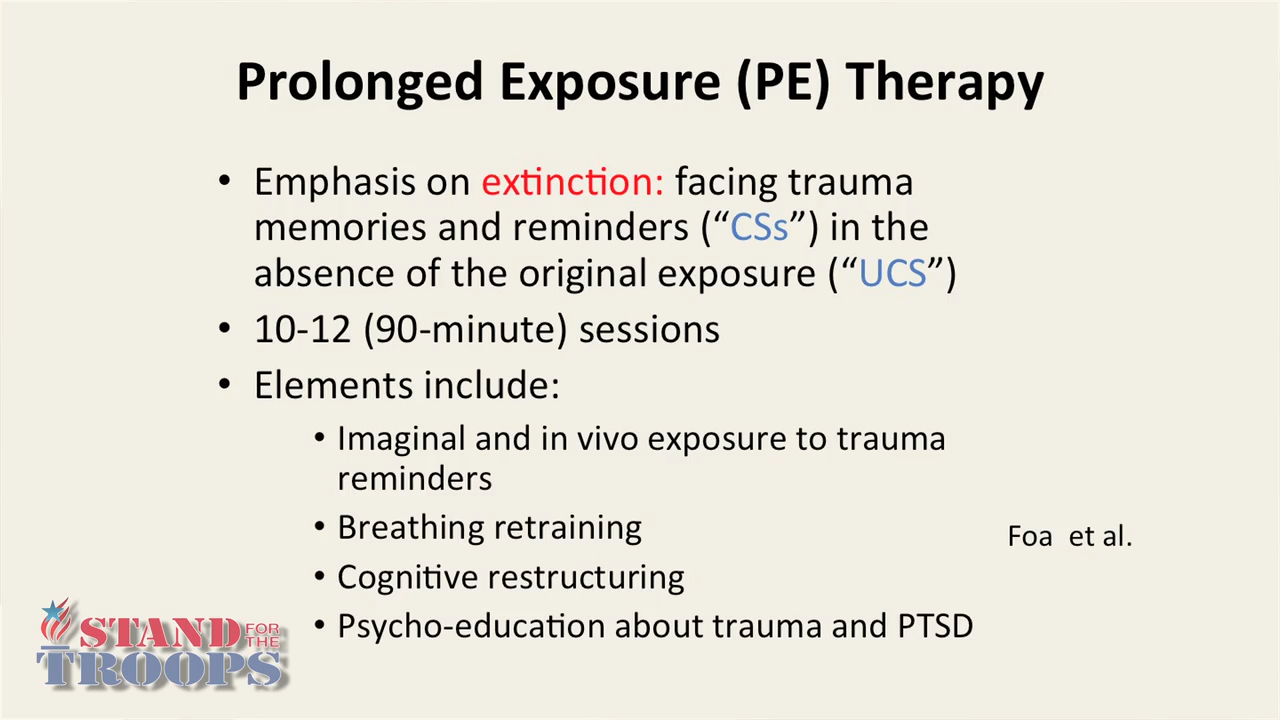 Prolonged Exposure (PE) Therapy
• Emphasis on extinction: facing trauma
memories and reminders (“CSs”) in the
absence of the original exposure (“UCS”)
• 10-12 (90-minute) sessions
• Elements include:
• Imaginal and in vivo exposure to trauma
reminders
• Breathing retraining
• Cognitive restructuring
• Psycho-education about trauma and PTSD
Foa et al.
STAND FOR THE
TROOPS